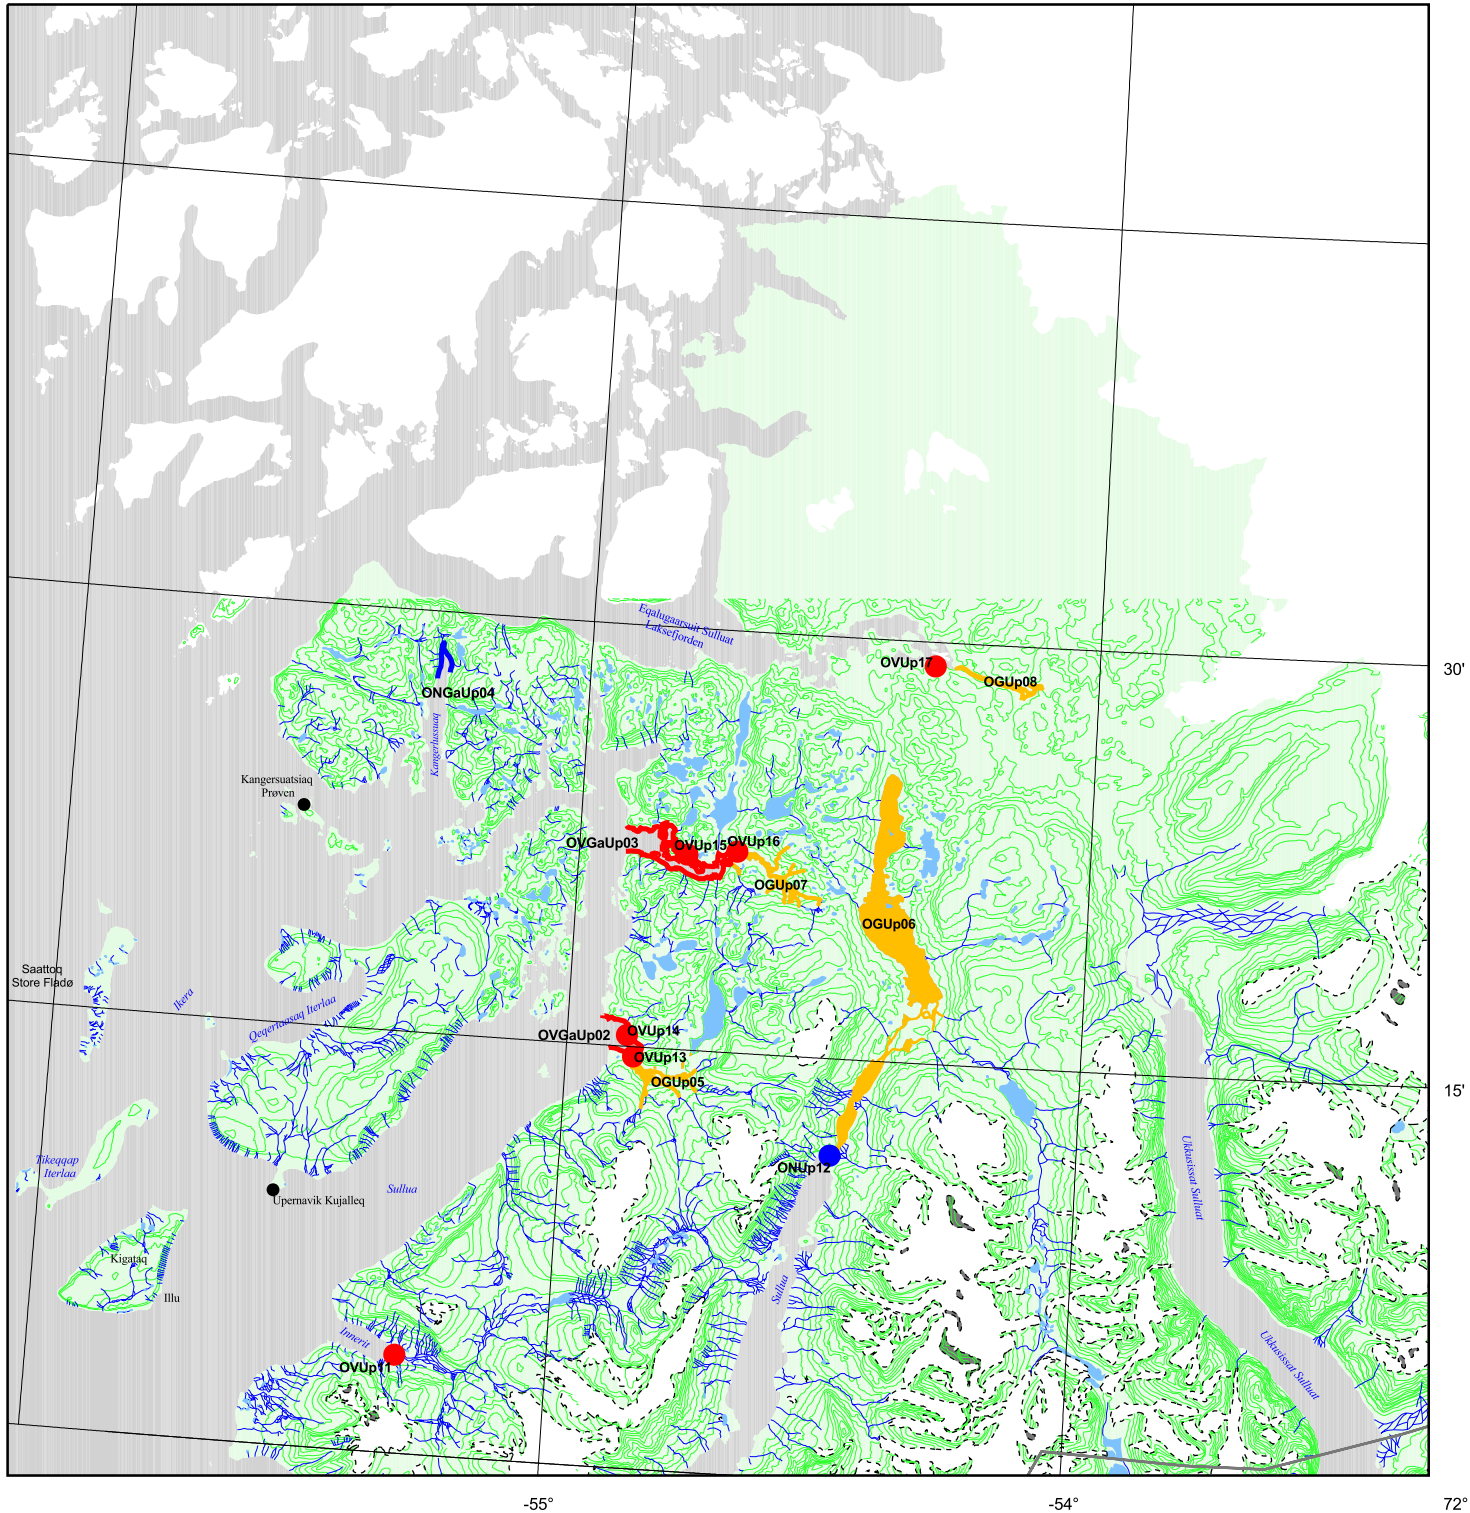 Eqalugaarsuit Sulluat
Laksefjorden
OVUp17
30'
OGUp08
ONGaUp04
Kangerlussuaq
Kangersuatsiaq
Prøven
OVGaUp03
OVUp15
OVUp16
OGUp07
OGUp06
Saattoq
Store Fladø
Ikera
Qeqertaasaq Iterlaa
OVGaUp02
OVUp14
OVUp13
OGUp05
15'
Tikeqqap
Iterlaa
ONUp12
Ukkusissat Sulluat
Upernavik Kujalleq
Sullua
Kigataq
Illu
Sullua
Innerit
OVUp11
Ukkusissat Sulluat
-55°
-54°
72°